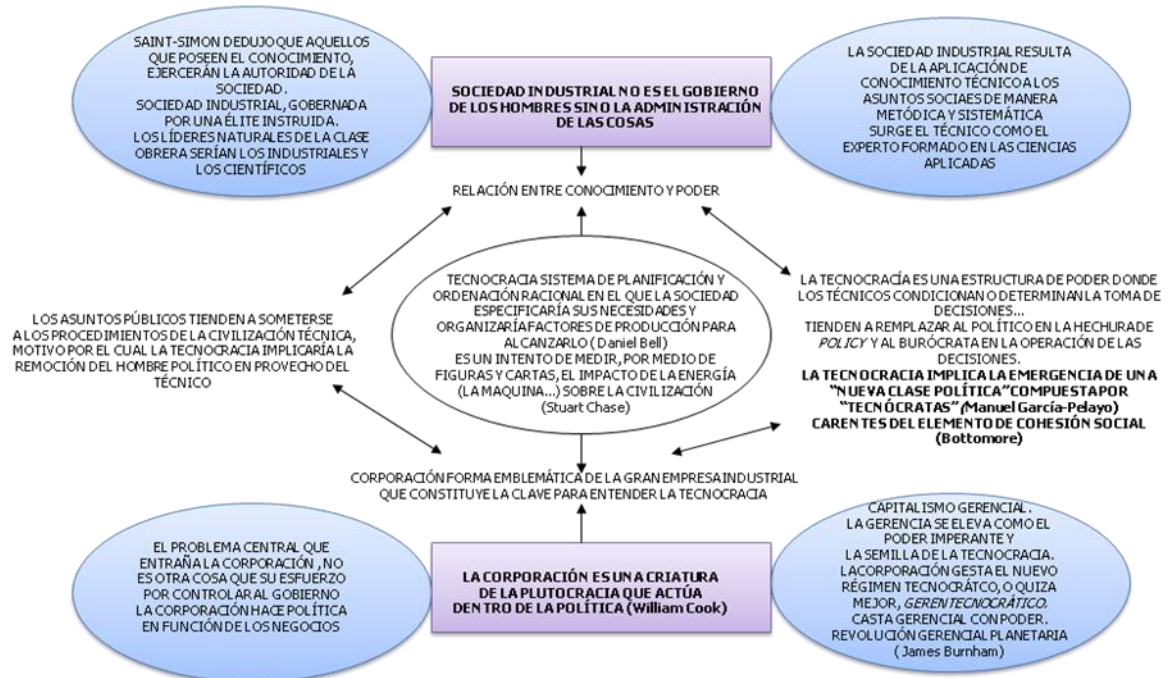 SAINT-SIMON DEDUJO QUE AQUELLOS
QUE POSEEN EL CONOCIMIENTO,
EJERCERÁN LA AUTORIDAD DE LA
SOCIEDAD.
SOCIEDAD INDUSTRIAL, GOBERNADA
POR UNA ÉLITE INSTRUIDA.
LOS LÍDERES NATURALES DE LA CLASE
OBRERA SERÍAN LOS INDUSTRIALES Y
LOS CIENTÍFICOS
SOCIEDAD INDUSTRIAL NO ES EL GOBIERNO
DE LOS HOMBRES SINO LA ADMINISTRACIÓN
DE LAS COSAS
LA SOCIEDAD INDUSTRIAL RESULTA
DE LA APLICACIÓN DE
CONOCIMIENTO TÉCNICO A LOS
ASUNTOS SOCIAES DE MANERA
METÓDICA Y SISTEMÁTICA
SURGE EL TÉCNICO COMO EL
EXPERTO FORMADO EN LAS CIENCIAS
APLICADAS
RELACIÓN ENTRE CONOCIMIENTO Y PODER
LOS ASUNTOS PÚBLICOS TIENDEN A SOMETERSE
A LOS PROCEDIMIENTOS DE LA CIVILIZACIÓN TÉCNICA,
MOTIVO POR EL CUAL LA TECNOCRACIA IMPLICARÍA LA
REMOCIÓN DEL HOMBRE POLÍTICO EN PROVECHO DEL
TÉCNICO
TECNOCRACIA SISTEMA DE PLANIFICACIÓN Y
ORDENACIÓN RACIONAL EN EL QUE LA SOCIEDAD
ESPECIFICARÍA SUS NECESIDADES Y
ORGANIZARÍA FACTORES DE PRODUCCIÓN PARA
ALCANZARLO ( Daniel Bell)
ES UN INTENTO DE MEDIR, POR MEDIO DE
FIGURAS Y CARTAS, EL IMPACTO DE LA ENERGÍA
(LA MAQUINA...) SOBRE LA CIVILIZACIÓN
(Stuart Chase)
LA TECNOCRACÍA ES UNA ESTRUCTURA DE PODER DONDE
LOS TÉCNICOS CONDICIONAN O DETERMINAN LA TOMA DE
DECISIONES...
TIENDEN A REMPLAZAR AL POLÍTICO EN LA HECHURA DE
POLICY Y AL BURÓCRATA EN LA OPERACIÓN DE LAS
DECISIONES.
LA TECNOCRACIA IMPLICA LA EMERGENCIA DE UNA
"NUEVA CLASE POLÍTICA" COMPUESTA POR
"TECNÓCRATAS" (Manuel García-Pelayo)
CARENTES DEL ELEMENTO DE COHESIÓN SOCIAL
(Bottomore)
CORPORACIÓN FORMA EMBLEMÁTICA DE LA GRAN EMPRESA INDUSTRIAL
QUE CONSTITUYE LA CLAVE PARA ENTENDER LA TECNOCRACIA
EL PROBLEMA CENTRAL QUE
ENTRAÑA LA CORPORACIÓN , NO
ES OTRA COSA QUE SU ESFUERZO
POR CONTROLAR AL GOBIERNO
LA CORPORACIÓN HACE POLÍTICA
EN FUNCIÓN DE LOS NEGOCIOS
LA CORPORACIÓN ES UNA CRIATURA
DE LA PLUTOCRACIA QUE ACTÚA
DENTRO DE LA POLÍTICA (William Cook)
CAPITALISMO GERENCIAL.
LA GERENCIA SE ELEVA COMO EL
PODER IMPERANTE Y
LA SEMILLA DE LA TECNOCRACIA.
LA CORPORACIÓN GESTA EL NUEVO
RÉGIMEN TECNOCRÁTCO, O QUIZA
MEJOR, GERENTECNOCRÁTICO.
CASTA GERENCIAL CON PODER.
REVOLUCIÓN GERENCIAL PLANETARIA
( James Burnham)